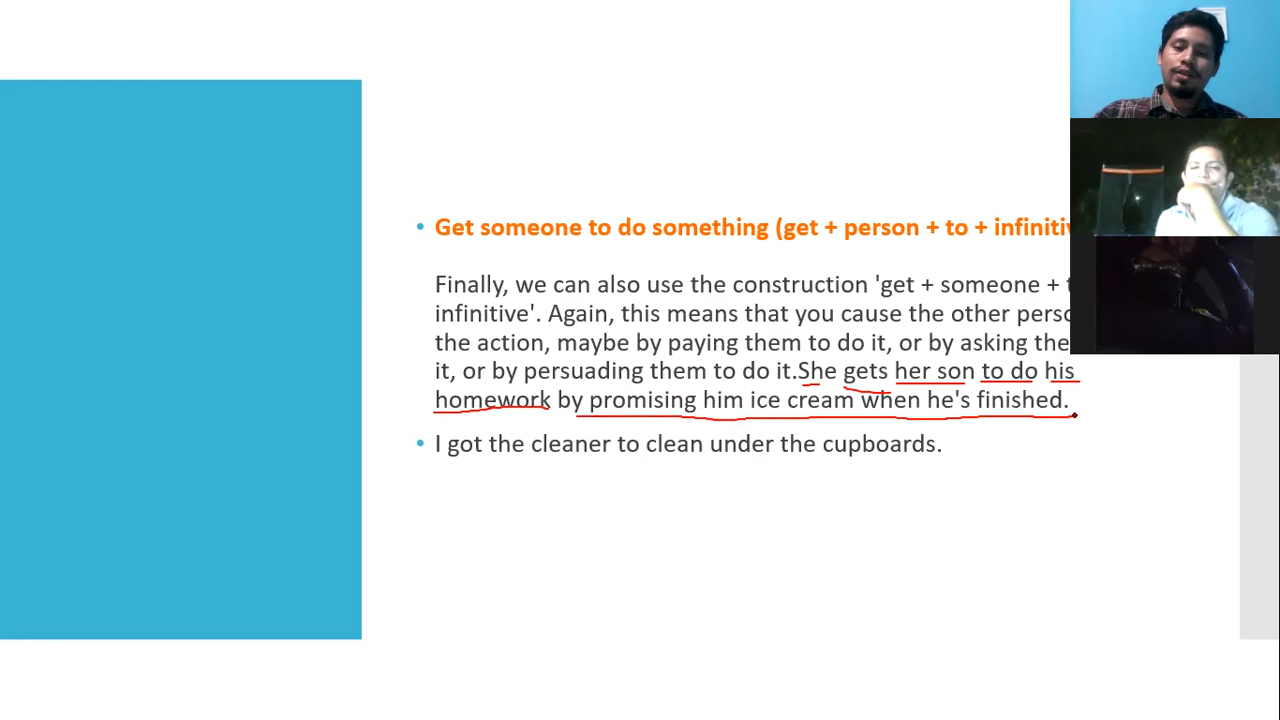 Get someone to do something (get + person + to +
Finally, we can also use the construction 'get + someone +
infinitive'. Again, this means that you cause the other
the action, maybe by paying them to do it, or by asking
it, or by persuading them to do it.She gets her son to do his
homework by promising him ice cream when he's finished.
I got the cleaner to clean under the cupboards.